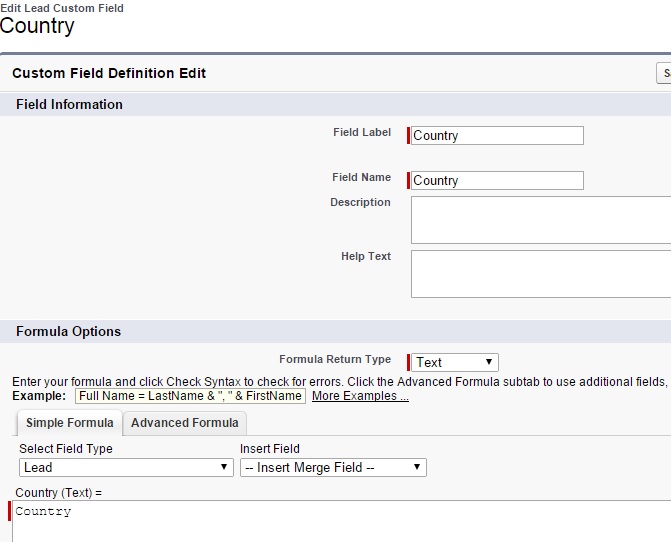 Edit Lead Custom Field
Country
Custom Field Definition Edit
Field Information
Field Label Country
Field Name Country
Description
Help Text
Formula Options
Formula Return Type Text
Enter your formula and click Check Syntax to check for errors. Click the Advanced Formula subtab to use additional fields,
Example: Full Name = LastName & ", " & FirstName More Examples ...
Simple Formula Advanced Formula
Select Field Type Insert Field
Lead -- Insert Merge Field --
Country (Text) =
Country